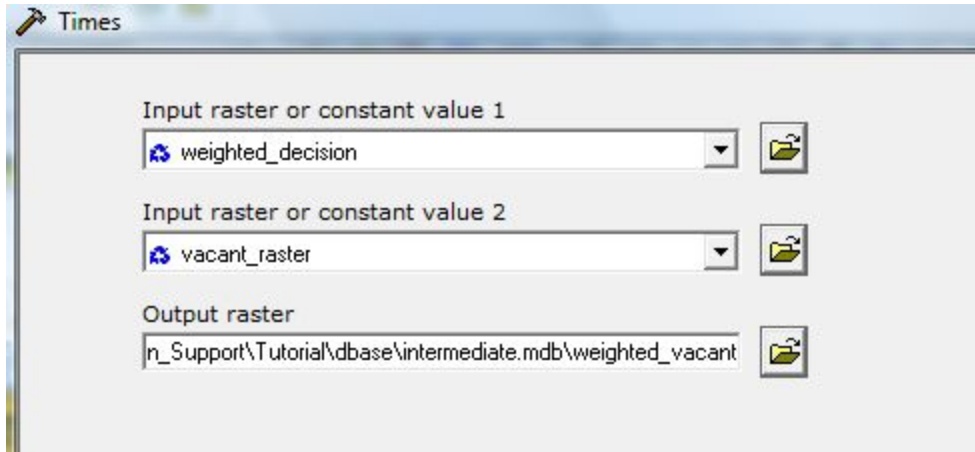 Times
Input raster or constant value 1
weighted_decision
Input raster or constant value 2
vacant_raster
Output raster
n_Support\Tutorial\dbase\intermediate.mdb\weighted_vacant